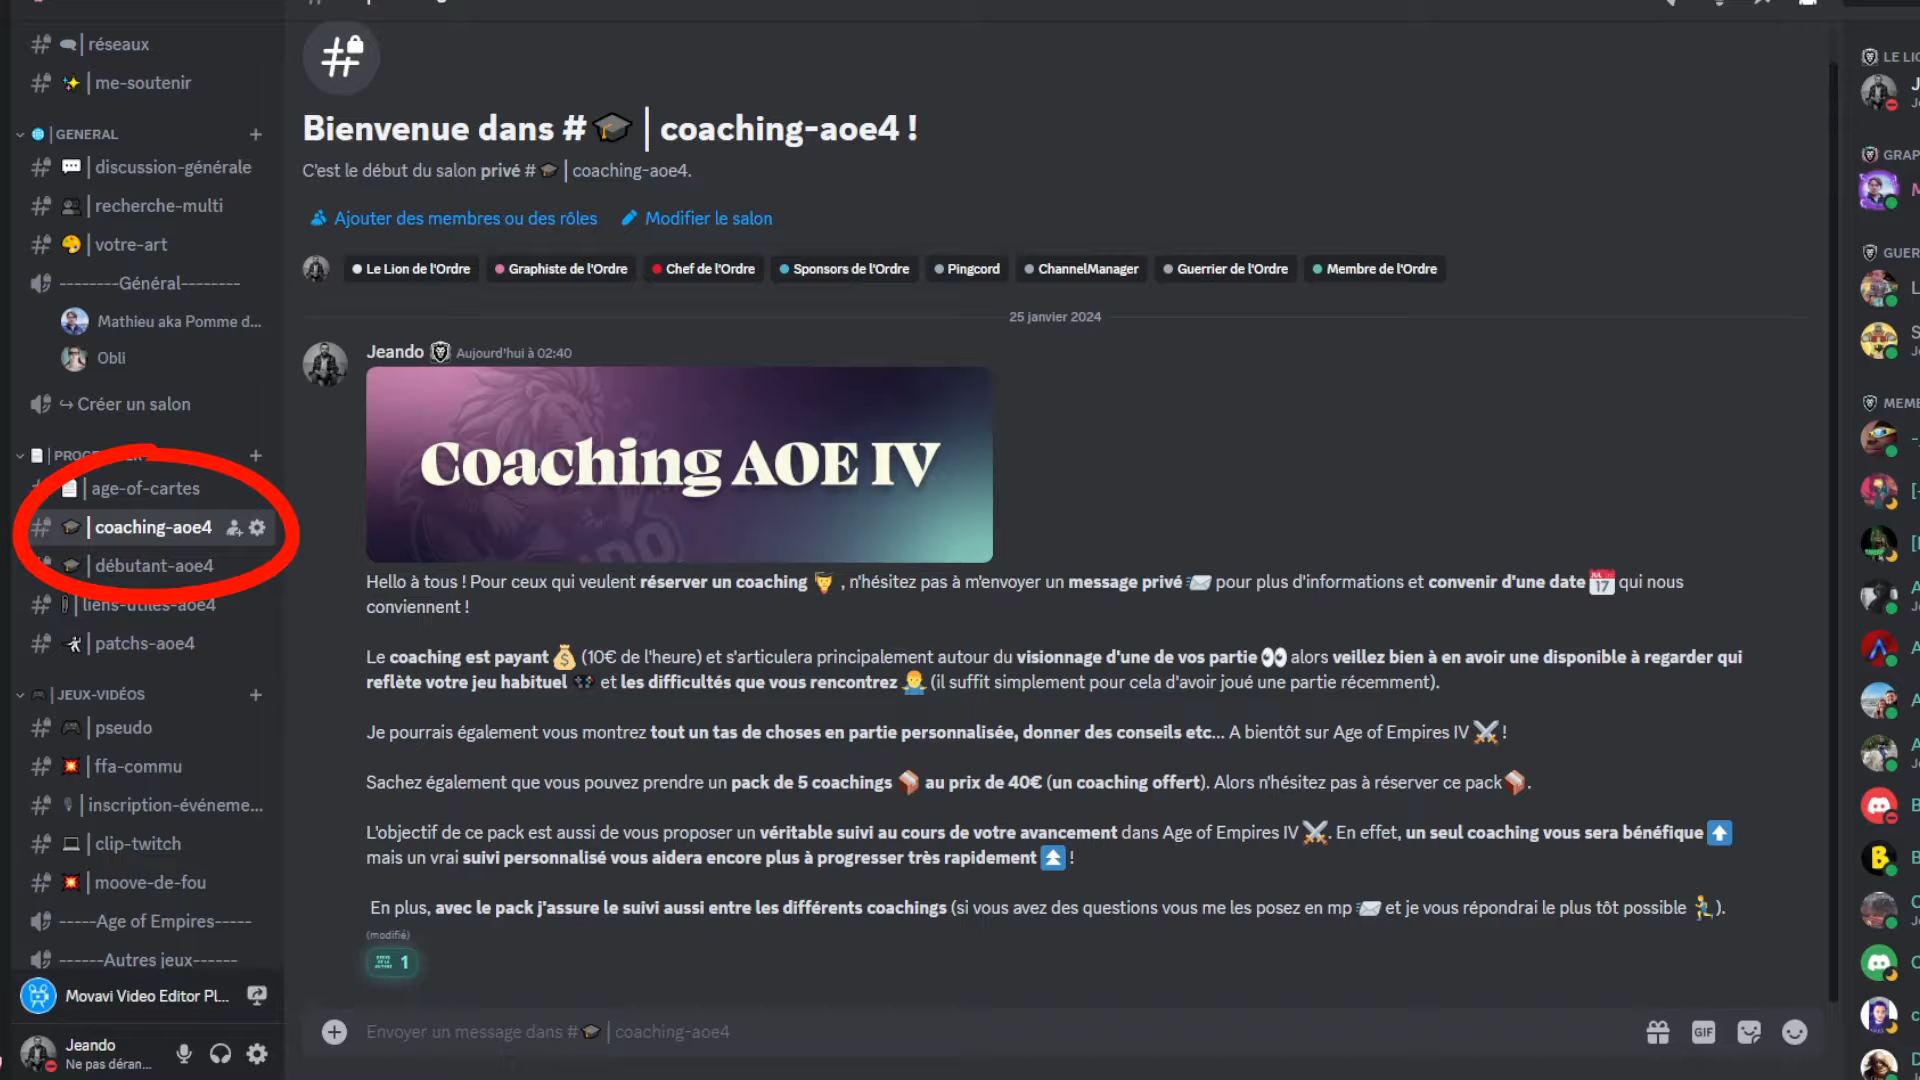 réseaux
me-soutenir
GENERAL
discussion-générale
recherche-multi
votre-art
--------Général--------
Mathieu aka Pomme d...
Obli
Créer un salon
age-of-cartes
coaching-aoe4
débutant-aoe4
liens-utiles-aoe4
patchs-aoe4
JEUX-VIDÉOS
pseudo
ffa-commu
inscription-événeme...
clip-twitch
moove-de-fou
-----Age of Empires-----
------Autres jeux------
Movavi Video Editor Pl...
Jeando
Ne pas déran...
Bienvenue dans #🎓 | coaching-aoe4 !
C'est le début du salon privé #🎓 | coaching-aoe4.
Ajouter des membres ou des rôles Modifier le salon
Le Lion de l'Ordre Graphiste de l'Ordre Chef de l'Ordre Sponsors de l'Ordre Pingcord ChannelManager Guerrier de l'Ordre Membre de l'Ordre
25 janvier 2024
Jeando Aujourd'hui à 02:40
Coaching AOE IV
Hello à tous ! Pour ceux qui veulent réserver un coaching , n'hésitez pas à m'envoyer un message privé pour plus d'informations et convenir d'une date qui nous
conviennent !
Le coaching est payant (10€ de l'heure) et s'articulera principalement autour du visionnage d'une de vos partie alors veillez bien à en avoir une disponible à regarder qui
reflète votre jeu habituel et les difficultés que vous rencontrez (il suffit simplement pour cela d'avoir joué une partie récemment).
Je pourrais également vous montrez tout un tas de choses en partie personnalisée, donner des conseils etc... A bientôt sur Age of Empires IV !
Sachez également que vous pouvez prendre un pack de 5 coachings au prix de 40€ (un coaching offert). Alors n'hésitez pas à réserver ce pack.
L'objectif de ce pack est aussi de vous proposer un véritable suivi au cours de votre avancement dans Age of Empires IV. En effet, un seul coaching vous sera bénéfique
mais un vrai suivi personnalisé vous aidera encore plus à progresser très rapidement !
En plus, avec le pack j'assure le suivi aussi entre les différents coachings (si vous avez des questions vous me les posez en mp et je vous répondrai le plus tôt possible ).
(modifié)
1
Envoyer un message dans #🎓 | coaching-aoe4
GIF
LE LIO
GRAP
GUER
MEME